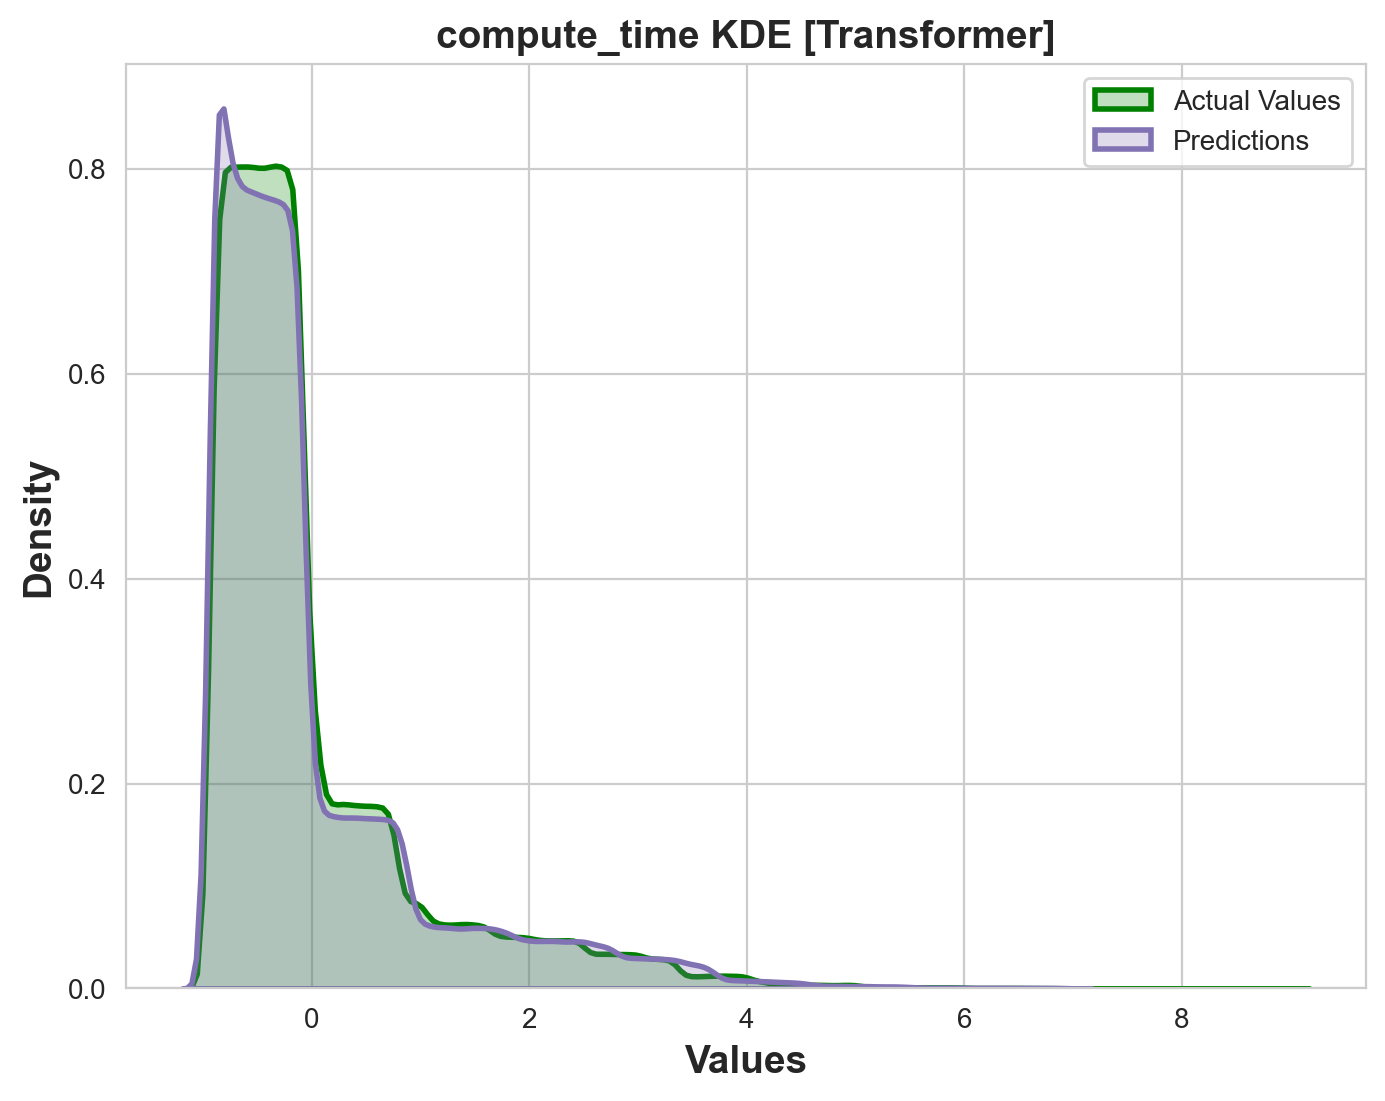 compute_time KDE [Transformer]
Actual Values
Predictions
Density
0.8
0.6
0.4
0.2
0.0
0 2 4 6 8
Values